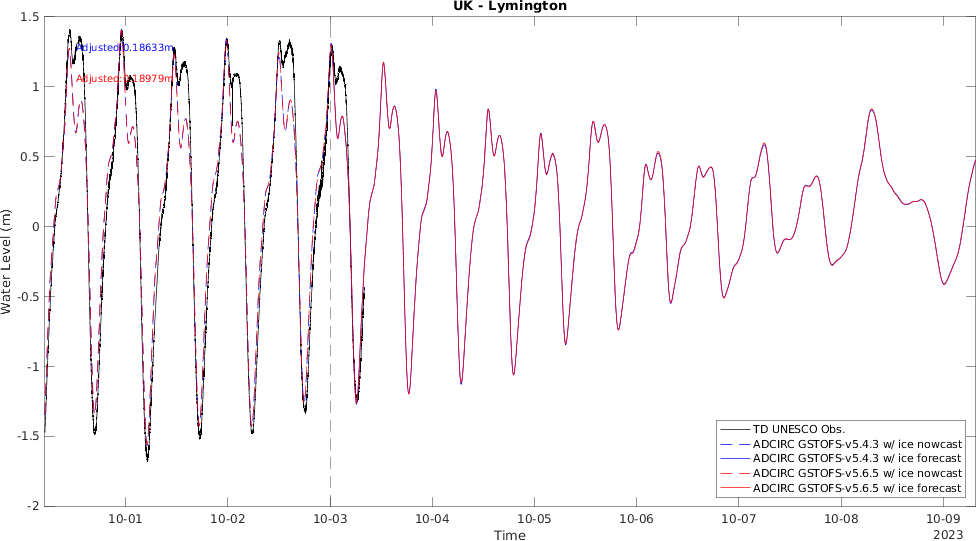 UK - Lymington
1.5
Adjusted:0.18633m
Adjusted:0.18979m
1
0.5
0
-0.5
-1
-1.5
-2
Water Level (m)
TD UNESCO Obs.
ADCIRC GSTOFS-v5.4.3 w/ ice nowcast
ADCIRC GSTOFS-v5.4.3 w/ ice forecast
ADCIRC GSTOFS-v5.6.5 w/ ice nowcast
ADCIRC GSTOFS-v5.6.5 w/ ice forecast
10-01 10-02 10-03 10-04 10-05 10-06 10-07 10-08 10-09
Time
2023